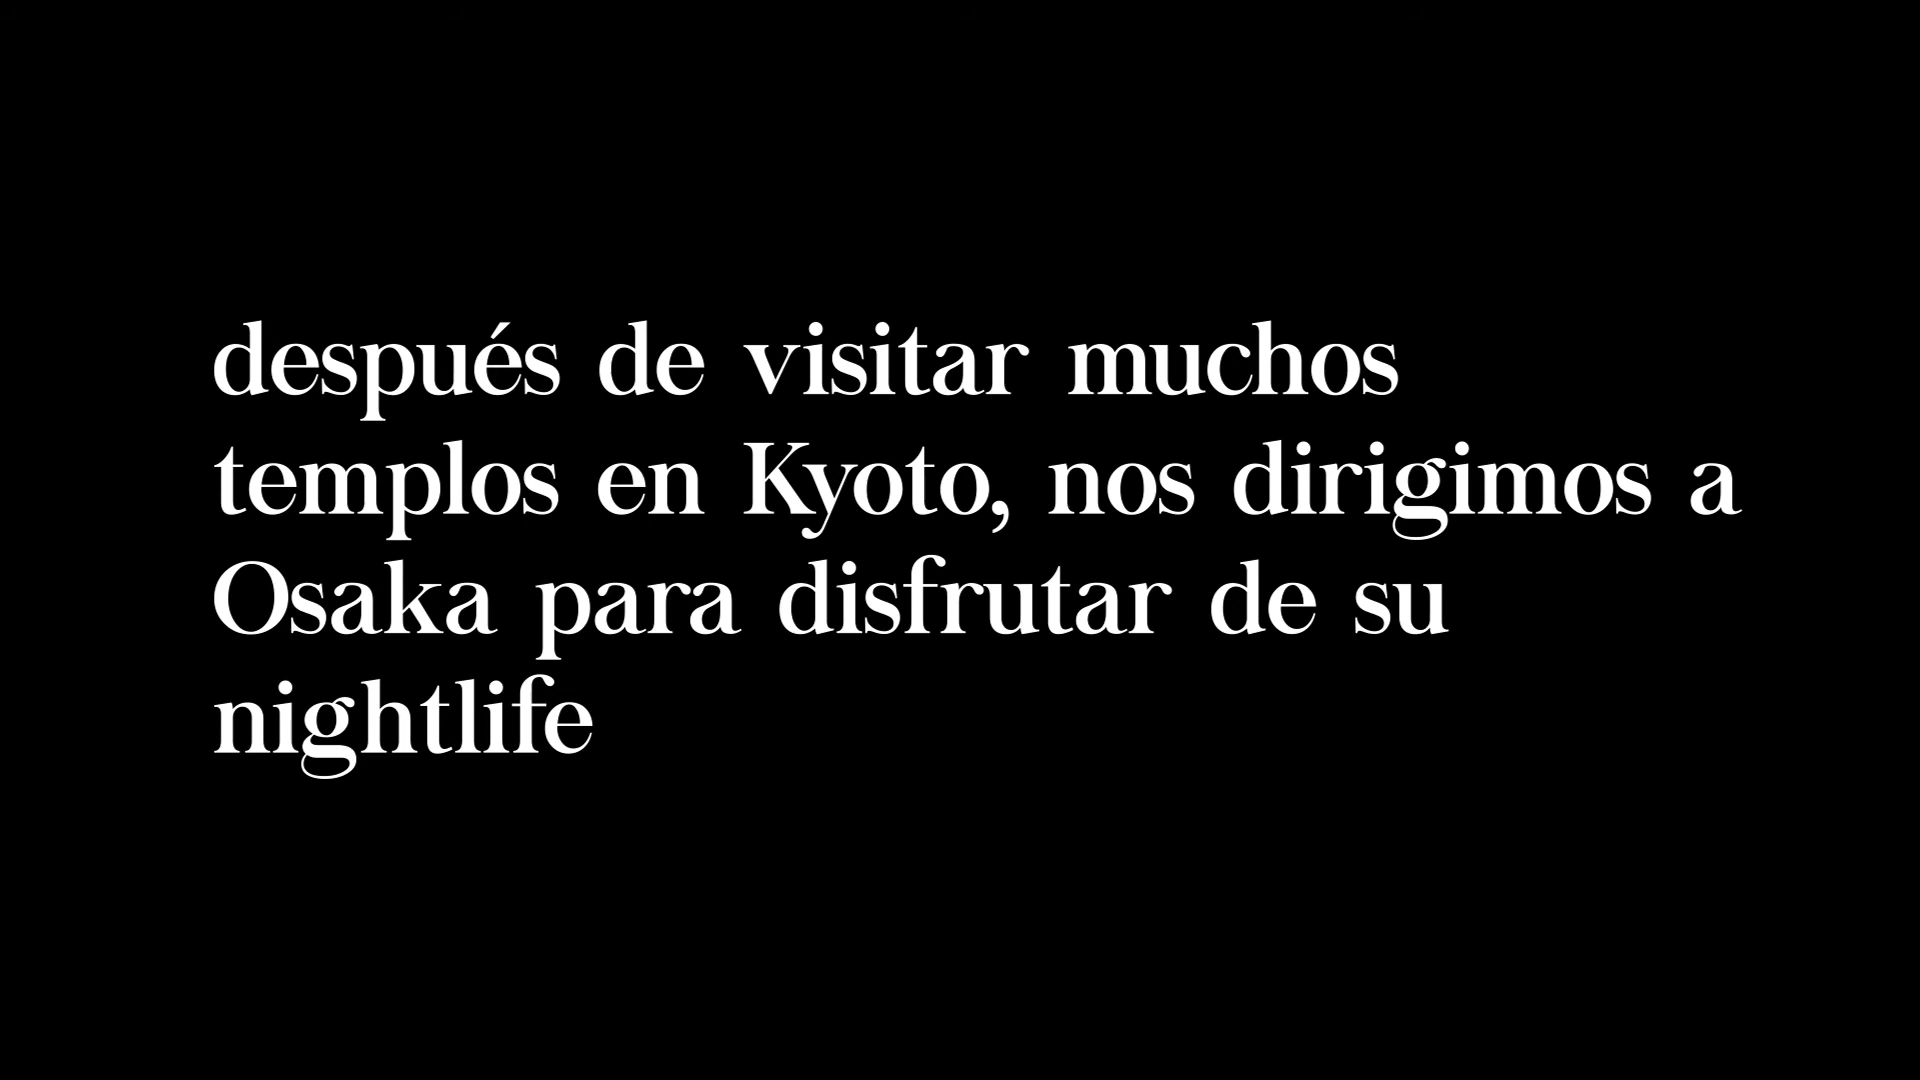 después de visitar muchos
templos en Kyoto, nos dirigimos a
Osaka para disfrutar de su
nightlife